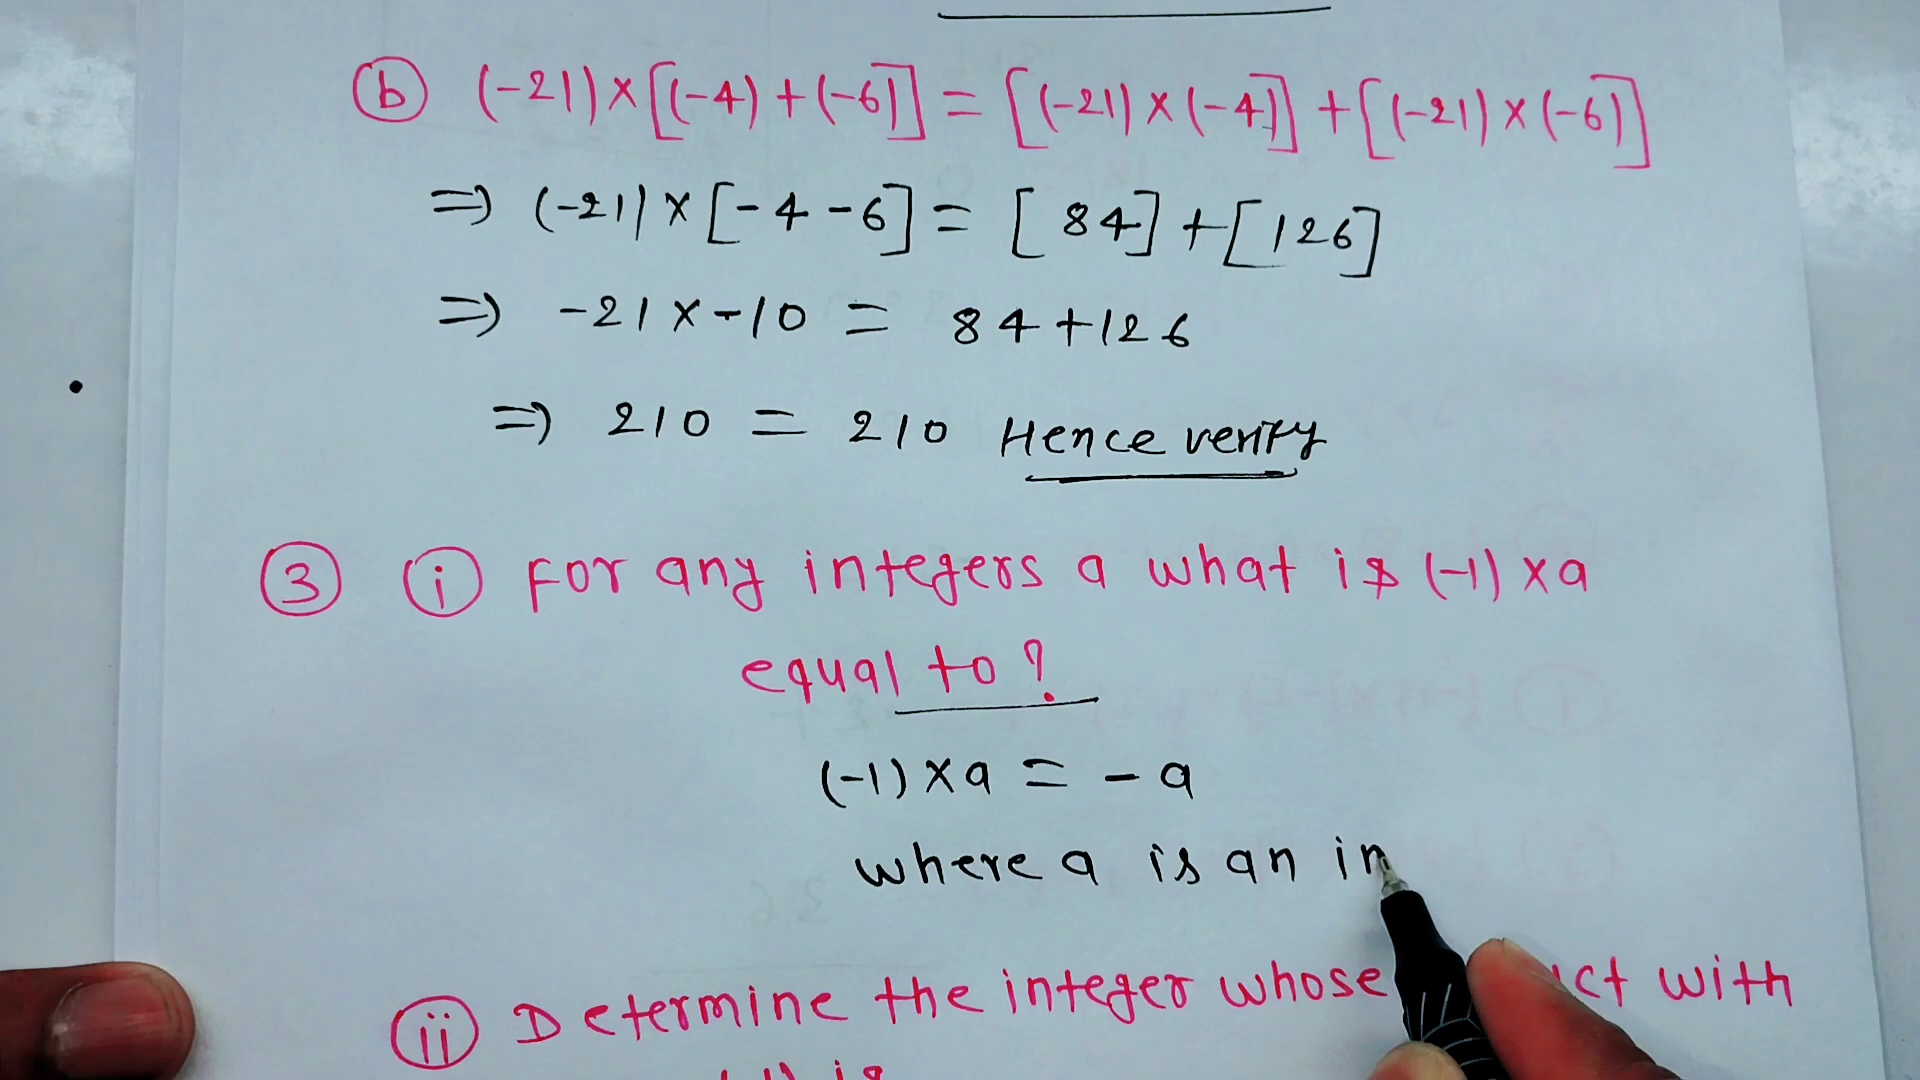 (b) (-21)×[(-4)+(-6)] = [(-21)×(-4)]+[(-21)×(-6)]
⇒ (-21)×[-4-6] = [84]+[126]
⇒ -21×-10 = 84+126
⇒ 210 = 210 Hence verify
(3) (i) For any integers a what is (-1)×a
equal to?
(-1)×a = -a
where a is an in
(ii) Determine the integer whose with
is